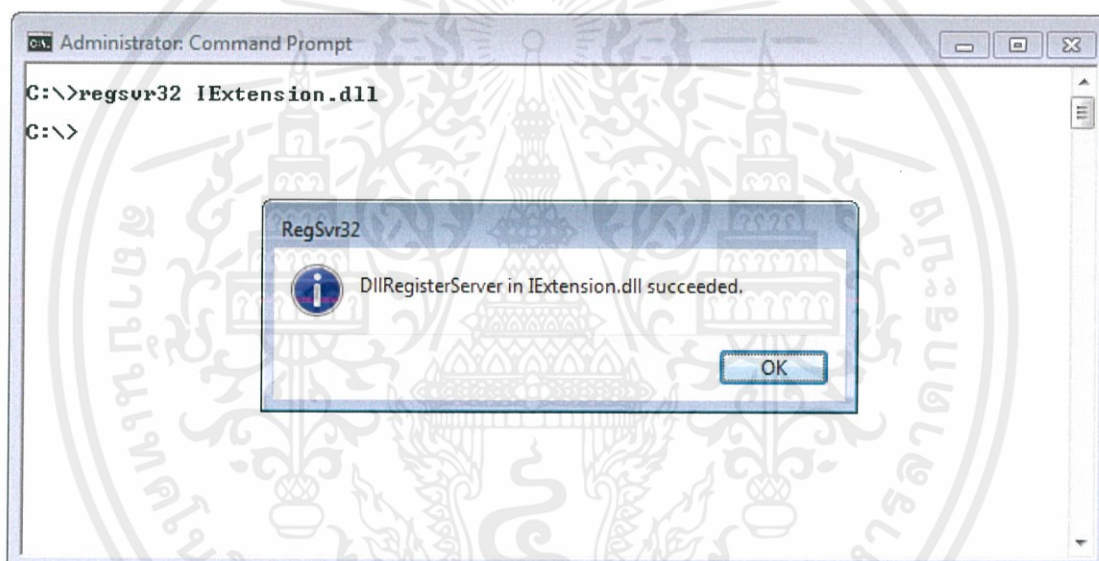 Administrator: Command Prompt
C:\>regsvr32 IExtension.dll
C:\>
RegSvr32
DllRegisterServer in IExtension.dll succeeded.
OK